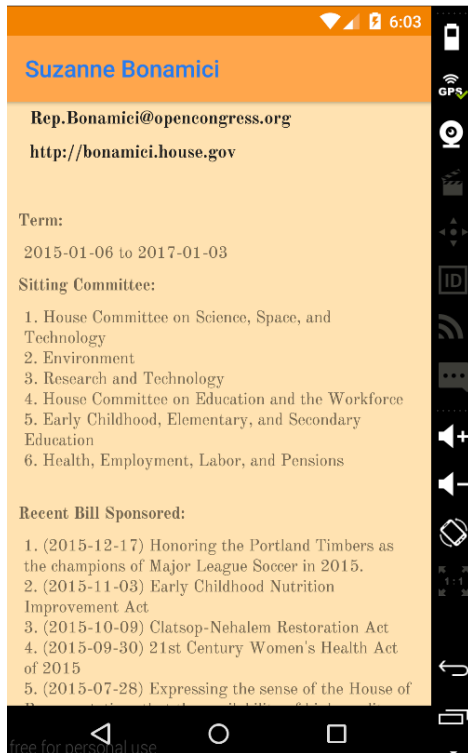 6:03
Suzanne Bonamici
GPS
Rep.Bonamici@opencongress.org
http://bonamici.house.gov
Term:
2015-01-06 to 2017-01-03
ID
Sitting Committee:
1. House Committee on Science, Space, and
Technology
2. Environment
3. Research and Technology
4. House Committee on Education and the Workforce
5. Early Childhood, Elementary, and Secondary
Education
6. Health, Employment, Labor, and Pensions
Recent Bill Sponsored:
1. (2015-12-17) Honoring the Portland Timbers as
the champions of Major League Soccer in 2015.
2. (2015-11-03) Early Childhood Nutrition
Improvement Act
1:1
3. (2015-10-09) Clatsop-Nehalem Restoration Act
4. (2015-09-30) 21st Century Women's Health Act
of 2015
5. (2015-07-28) Expressing the sense of the House of
free for personal use